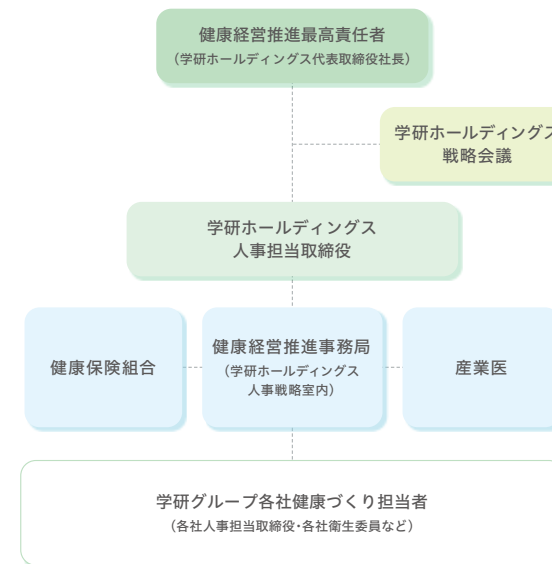 健康経営推進最高責任者
(学研ホールディングス代表取締役社長)
学研ホールディングス
戦略会議
学研ホールディングス
人事担当取締役
健康保険組合
健康経営推進事務局
(学研ホールディングス
人事戦略室内)
産業医
学研グループ各社健康づくり担当者
(各社人事担当取締役・各社衛生委員など)